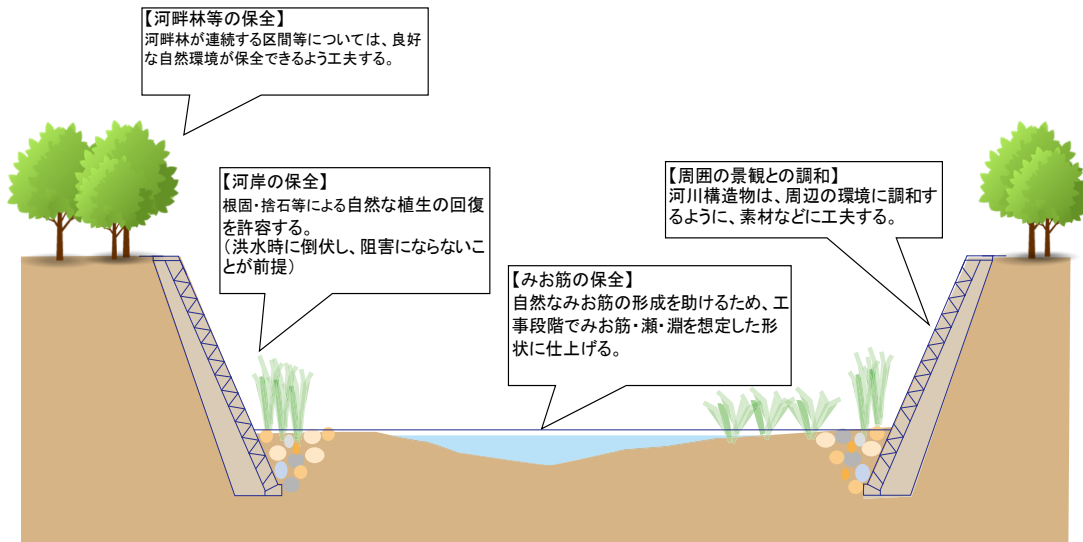 【河畔林等の保全】
河畔林が連続する区間等については、良好
な自然環境が保全できるよう工夫する。
【河岸の保全】
根固・捨石等による自然な植生の回復
を許容する。
(洪水時に倒伏し、阻害にならないこ
とが前提)
【周囲の景観との調和】
河川構造物は、周辺の環境に調和す
るように、素材などに工夫する。
【みお筋の保全】
自然なみお筋の形成を助けるため、工
事段階でみお筋・瀬・淵を想定した形
状に仕上げる。